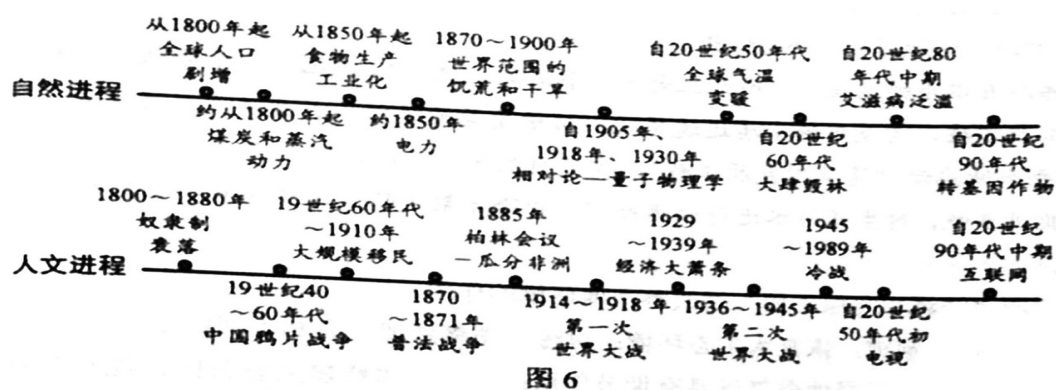 从1800年起
全球人口
剧增
从1850年起
食物生产
工业化
1870～1900年
世界范围的
饥荒和干旱
自20世纪50年代
全球气温
变暖
自20世纪80
年代中期
艾滋病泛滥
自然进程
约从1800年起
煤炭和蒸汽
动力
约1850年
电力
自1905年、
1918年、1930年
相对论—量子物理学
自20世纪
60年代
大肆毁林
自20世纪
90年代
转基因作物
1800～1880年
奴隶制
衰落
19世纪60年代
～1910年
大规模移民
1885年
柏林会议
—瓜分非洲
1929
～1939年
经济大萧条
1945
～1989年
冷战
自20世纪
90年代中期
互联网
人文进程
19世纪40
～60年代
中国鸦片战争
1870
～1871年
普法战争
1914～1918年
第一次
世界大战
1936～1945年
第二次
世界大战
自20世纪
50年代初
电视
图6